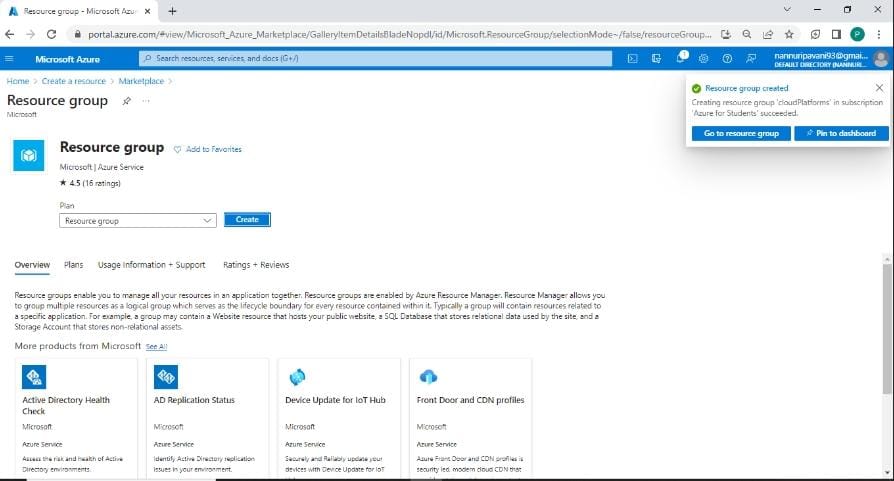 Resource group - Microsoft Azu
portal.azure.com/#view/Microsoft_Azure_Marketplace/GalleryItemDetailsBladeNopdl/id/Microsoft.ResourceGroup/selectionMode~/false/resourceGroup...
P
Microsoft Azure
Search resources, services, and docs (G+/)
1
nannuripavani93@gmai...
DEFAULT DIRECTORY (NANNURI...
Home > Create a resource > Marketplace >
Resource group
Microsoft
Resource group created
Creating resource group 'cloudPlatforms' in subscription
'Azure for Students' succeeded.
Go to resource group
Pin to dashboard
Resource group
Add to Favorites
Microsoft | Azure Service
★ 4.5 (16 ratings)
Plan
Resource group
Create
Overview Plans Usage Information + Support Ratings + Reviews
Resource groups enable you to manage all your resources in an application together. Resource groups are enabled by Azure Resource Manager. Resource Manager allows you
to group multiple resources as a logical group which serves as the lifecycle boundary for every resource contained within it. Typically a group will contain resources related to
a specific application. For example, a group may contain a Website resource that hosts your public website, a SQL Database that stores relational data used by the site, and a
Storage Account that stores non-relational assets.
More products from Microsoft See All
Active Directory Health
Check
Microsoft
Azure Service
Assess the risk and health of Active
Directory environments.
AD Replication Status
Microsoft
Azure Service
Identify Active Directory replication
issues in your environment.
Device Update for IoT Hub
Microsoft
Azure Service
Securely and Reliably update your
devices with Device Update for IoT
Front Door and CDN profiles
Microsoft
Azure Service
Azure Front Door and CDN profiles is
security led, modern cloud CDN that